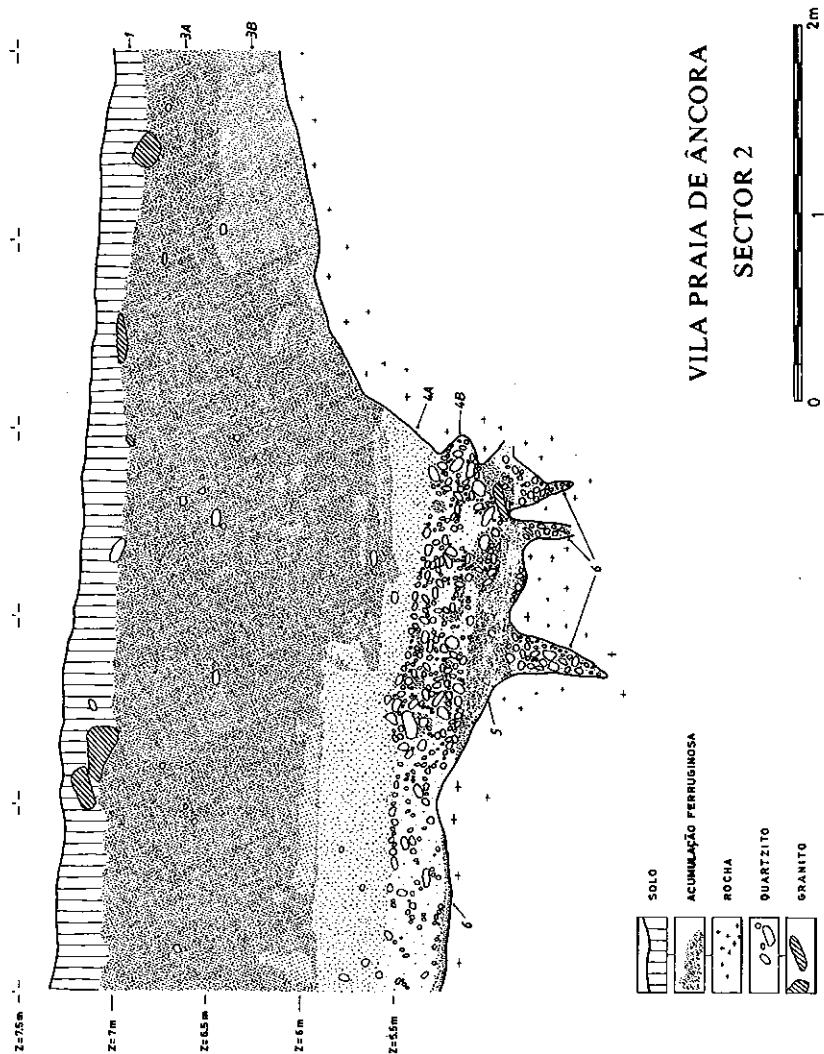 Z=7.5m
Z=7m
Z=6.5m
Z=6m
Z=5.5m
1
3A
3B
4A
4B
5
6
6
VILA PRAIA DE ÂNCORA
SECTOR 2
0
1
2m
SOLO
ACUMULAÇÃO FERRUGINOSA
ROCHA
QUARTZITO
GRANITO